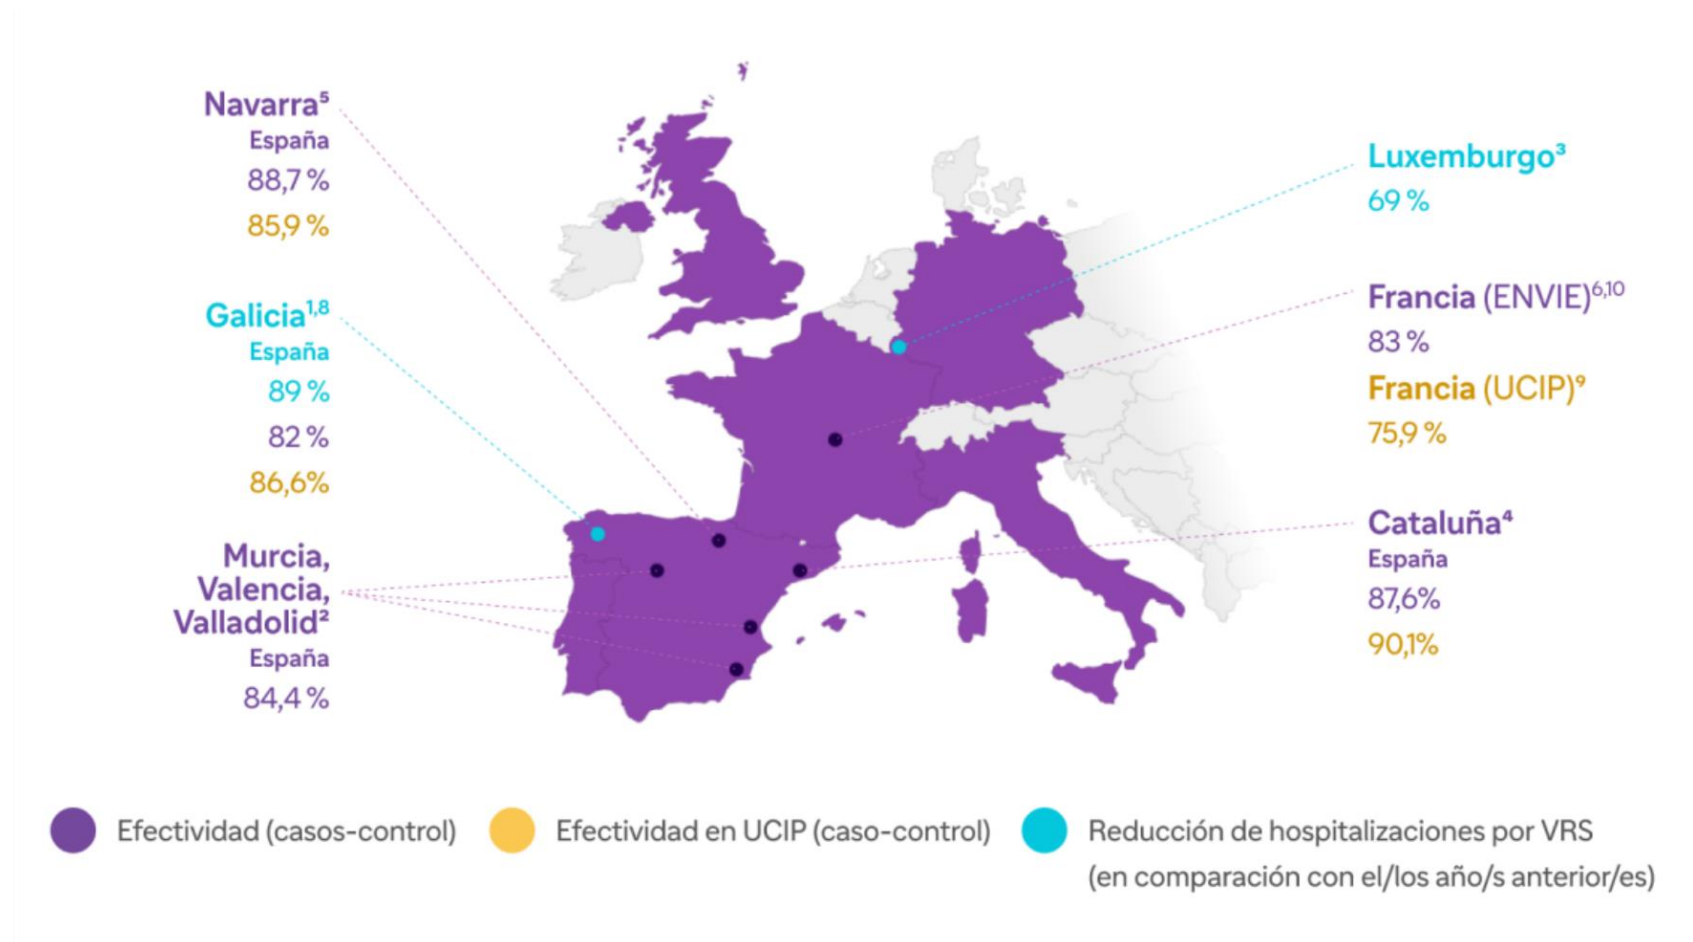 Navarra⁵
España
88,7 %
85,9 %
Galicia¹,⁸
España
89 %
82 %
86,6%
Murcia,
Valencia,
Valladolid²
España
84,4 %
Luxemburgo³
69 %
Francia (ENVIE)⁶,¹⁰
83 %
Francia (UCIP)⁹
75,9 %
Cataluña⁴
España
87,6%
90,1%
Efectividad (casos-control)
Efectividad en UCIP (caso-control)
Reducción de hospitalizaciones por VRS
(en comparación con el/los año/s anterior/es)